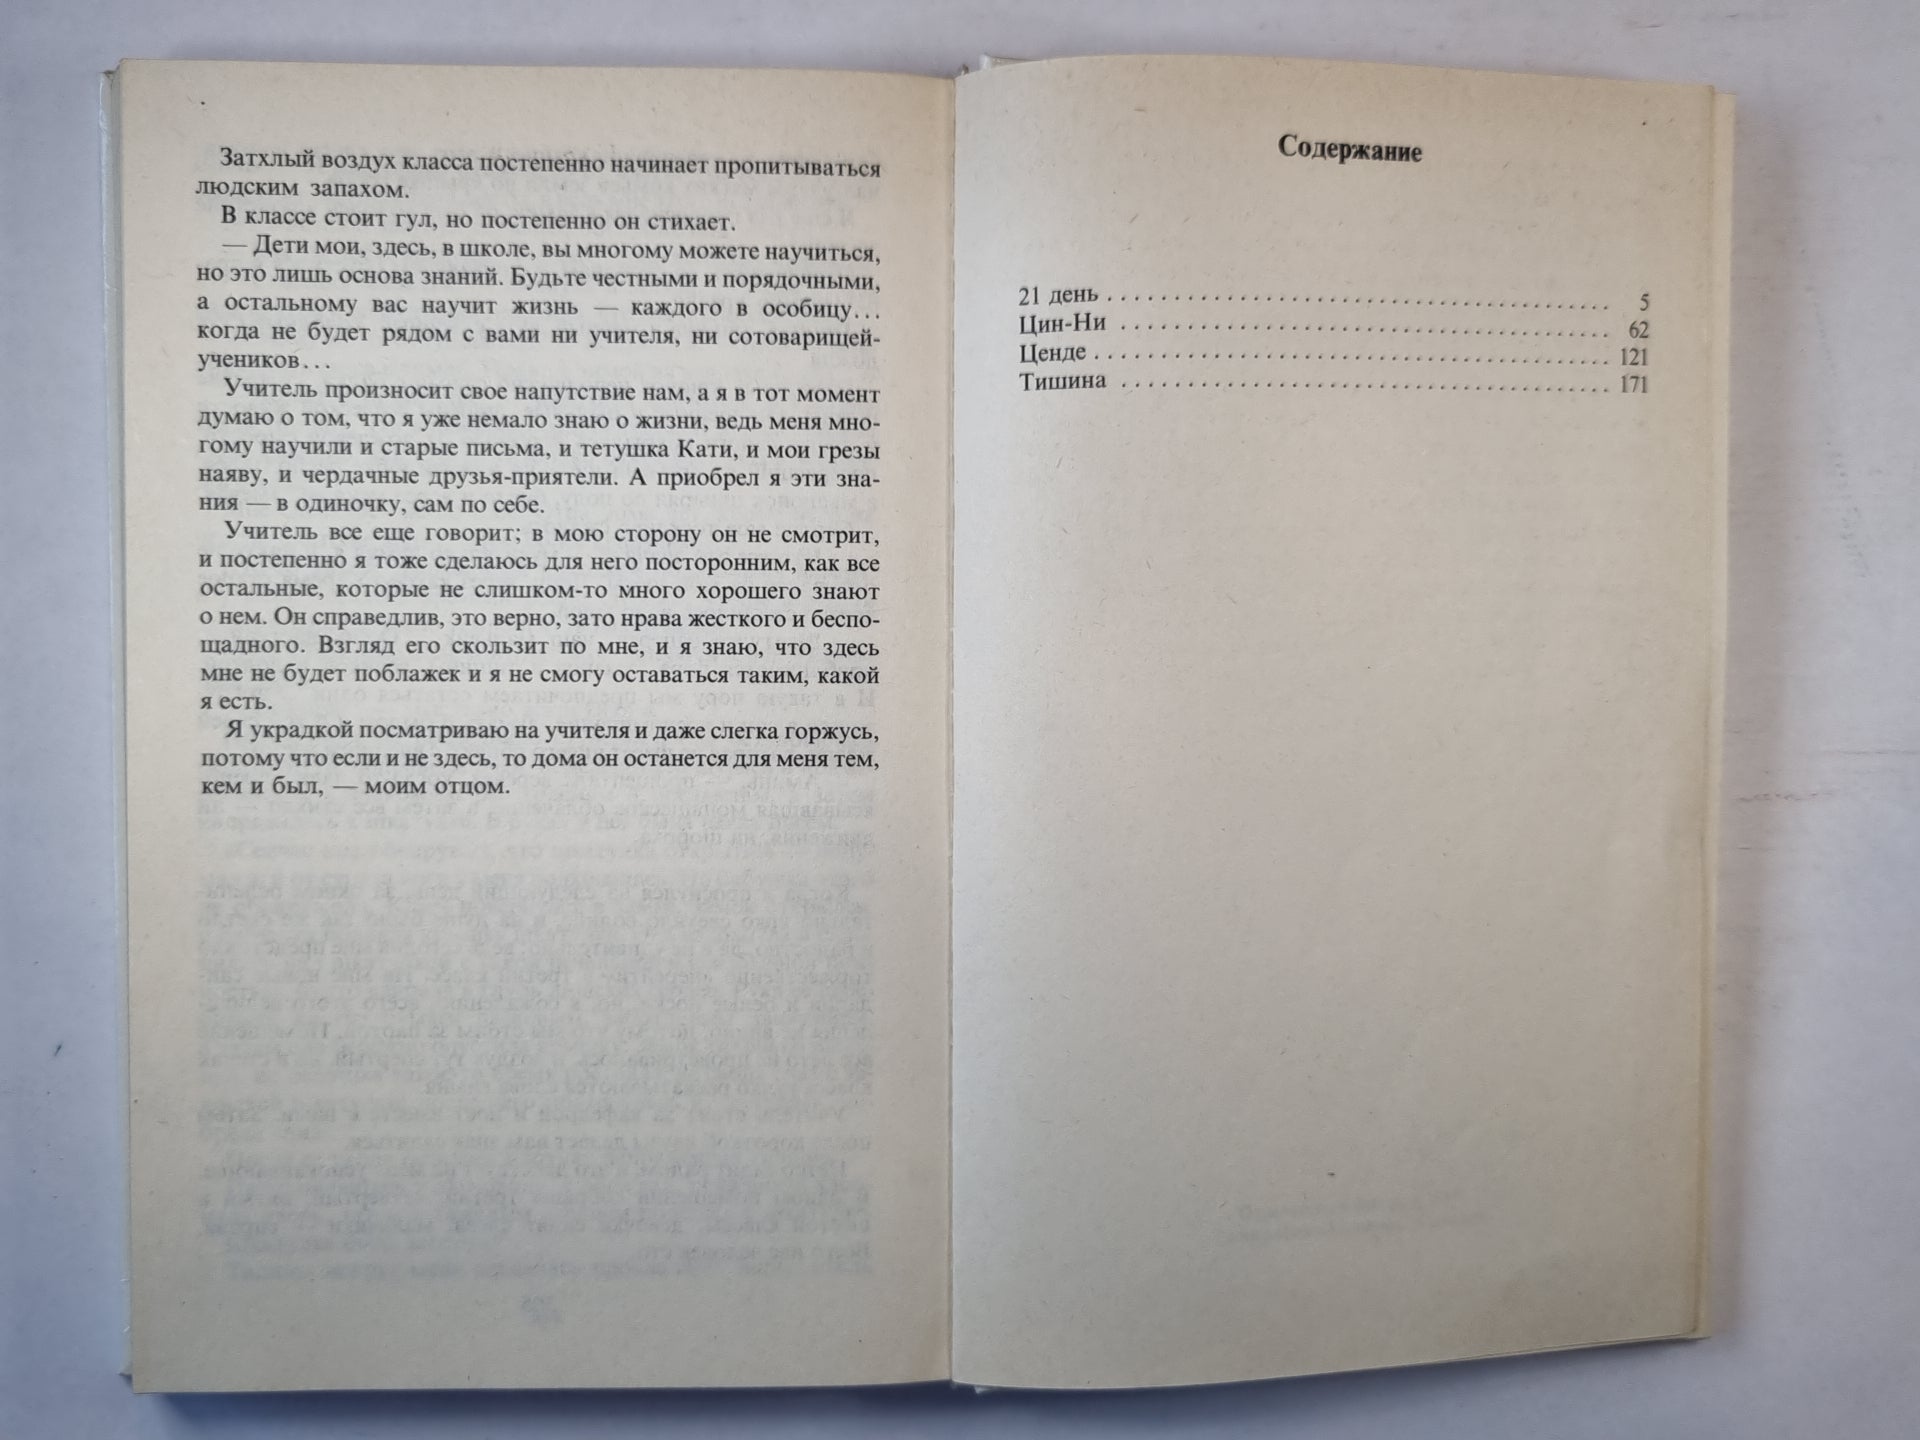 Затхлый воздух класса постепенно начинает пропитываться
людским запахом.
В классе стоит гул, но постепенно он стихает.
— Дети мои, здесь, в школе, вы многому можете научиться,
но это лишь основа знаний. Будьте честными и порядочными,
а остальному вас научит жизнь — каждого в особицу...
когда не будет рядом с вами ни учителя, ни сотоварищей-
учеников...
Учитель произносит свое напутствие нам, а я в тот момент
думаю о том, что я уже немало знаю о жизни, ведь меня мно-
гому научили и старые письма, и тетушка Кати, и мои грезы
наяву, и чердачные друзья-приятели. А приобрел я эти зна-
ния — в одиночку, сам по себе.
Учитель все еще говорит; в мою сторону он не смотрит,
и постепенно я тоже сделаюсь для него посторонним, как все
остальные, которые не слишком-то много хорошего знают
о нем. Он справедлив, это верно, зато нрава жесткого и беспо-
щадного. Взгляд его скользит по мне, и я знаю, что здесь
мне не будет поблажек и я не смогу оставаться таким, какой
я есть.
Я украдкой посматриваю на учителя и даже слегка горжусь,
потому что если и не здесь, то дома он останется для меня тем,
кем и был, — моим отцом.
Содержание
21 день . . . . . . . . . . . . . . . . . . . . . . . . . . . . . . . . . . . . . . 5
Цин-Ни . . . . . . . . . . . . . . . . . . . . . . . . . . . . . . . . . . . . . 62
Ценде . . . . . . . . . . . . . . . . . . . . . . . . . . . . . . . . . . . . . . . 121
Тишина . . . . . . . . . . . . . . . . . . . . . . . . . . . . . . . . . . . . . 171